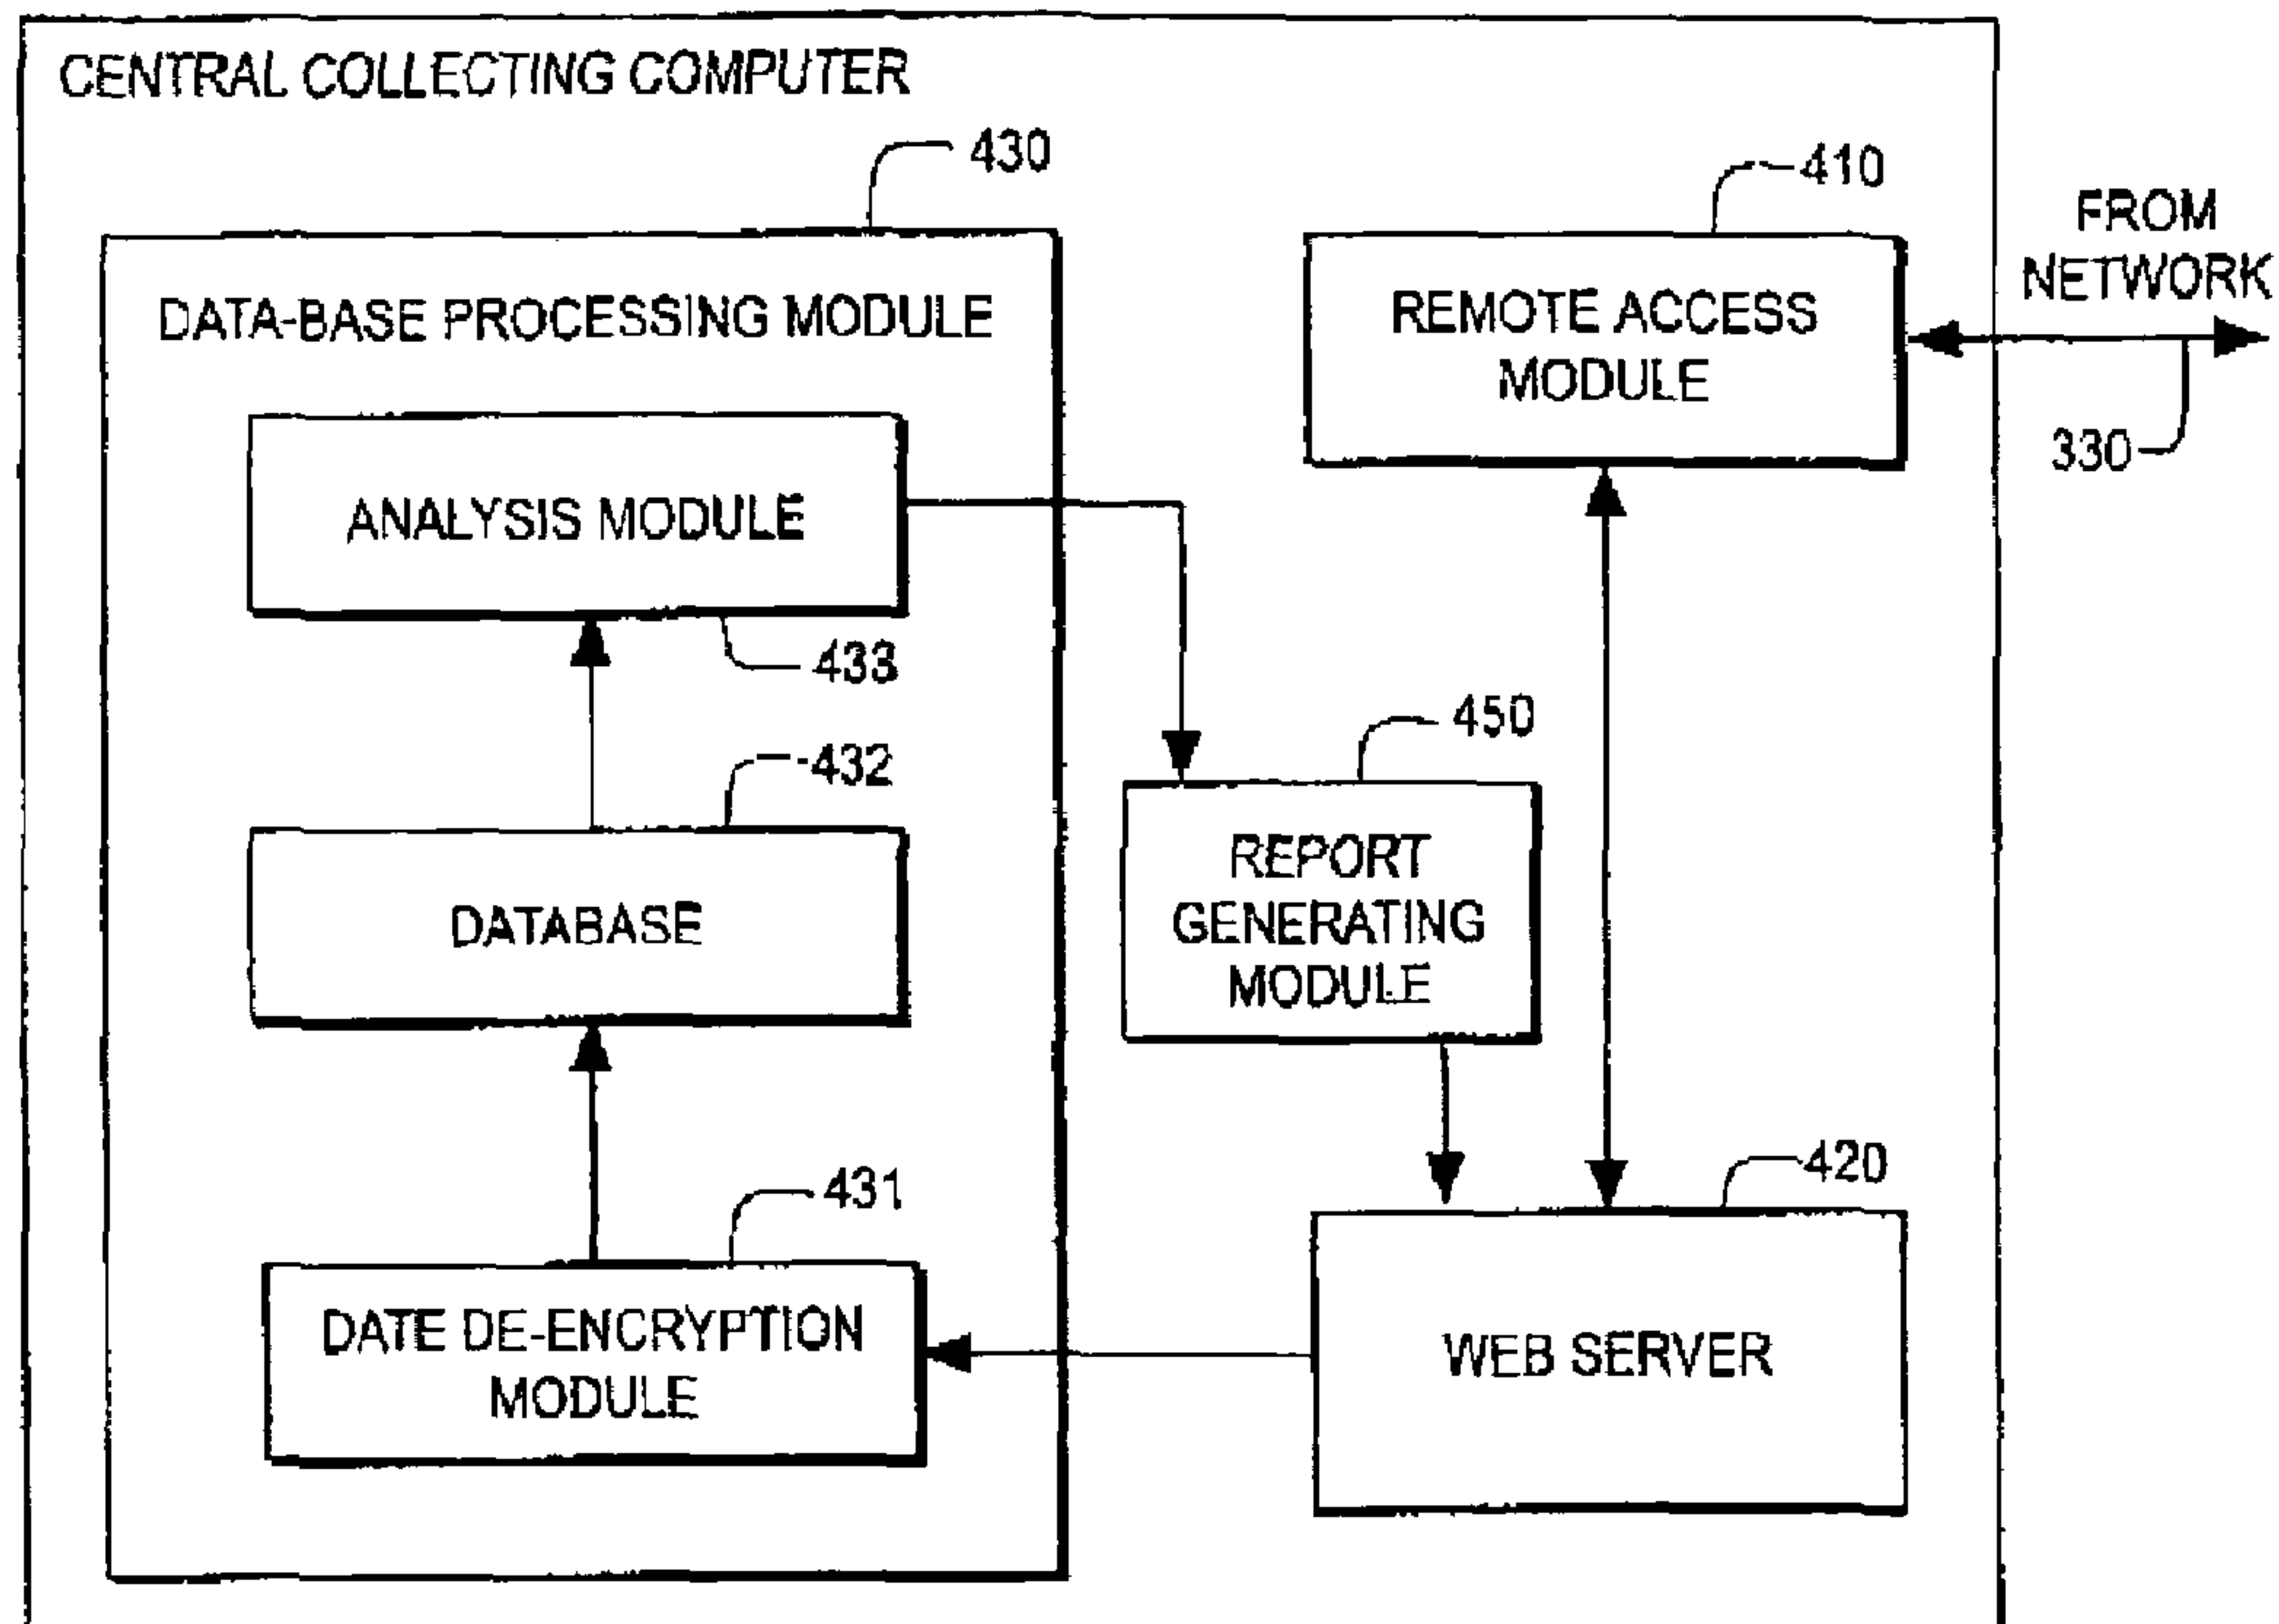 CENTRAL COLLECTING COMPUTER
430
410
FROM
NETWORK
330
DATA-BASE PROCESSING MODULE
REMOTE ACCESS
MODULE
ANALYSIS MODULE
433
450
432
REPORT
GENERATING
MODULE
DATABASE
431
420
DATE DE-ENCRYPTION
MODULE
WEB SERVER